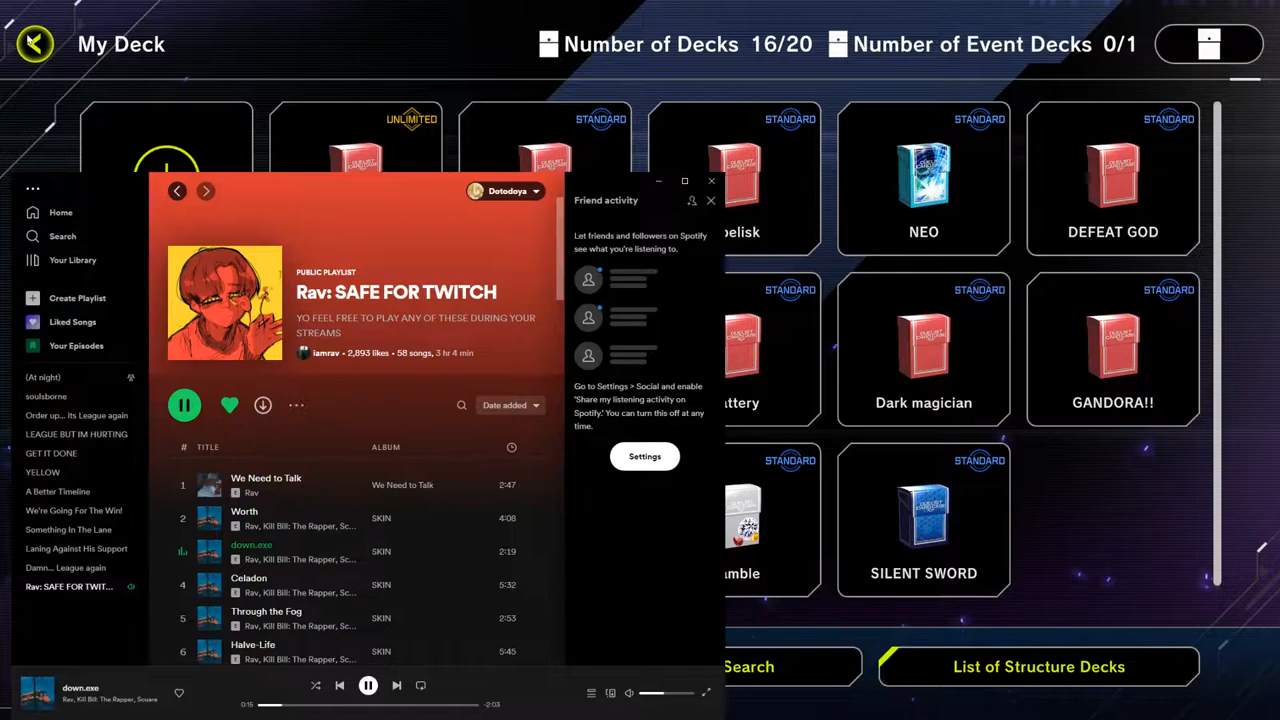 My Deck
Number of Decks 16/20
Number of Event Decks 0/1
UNLIMITED
STANDARD
STANDARD
STANDARD
STANDARD
NEO
DEFEAT GOD
STANDARD
STANDARD
STANDARD
Dark magician
GANDORA!!
STANDARD
STANDARD
SILENT SWORD
Search
List of Structure Decks
Home
Search
Your Library
Create Playlist
Liked Songs
Your Episodes
(At night)
soulsborne
Order up... its League again
LEAGUE BUT IM HURTING
GET IT DONE
YELLOW
A Better Timeline
We're Going For The Win!
Something In The Lane
Laning Against His Support
Damn... League again
Rav: SAFE FOR TWIT...
Dotodoya
PUBLIC PLAYLIST
Rav: SAFE FOR TWITCH
YO FEEL FREE TO PLAY ANY OF THESE DURING YOUR
STREAMS
iamrav • 2,893 likes • 58 songs, 3 hr 4 min
Date added
# TITLE ALBUM
1 We Need to Talk We Need to Talk 2:47
E Rav
2 Worth SKIN 4:08
E Rav, Kill Bill: The Rapper, Sc...
down.exe SKIN 2:19
E Rav, Kill Bill: The Rapper, Sc...
4 Celadon SKIN 5:32
E Rav, Kill Bill: The Rapper, Sc...
5 Through the Fog SKIN 2:53
E Rav, Kill Bill: The Rapper, Sc...
6 Halve-Life SKIN 5:45
E Rav, Kill Bill: The Rapper, Sc...
Friend activity
Let friends and followers on Spotify
see what you're listening to.
Go to Settings > Social and enable
'Share my listening activity on
Spotify.' You can turn this off at any
time.
Settings
down.exe
Rav, Kill Bill: The Rapper, Scuare
0:15
-2:03